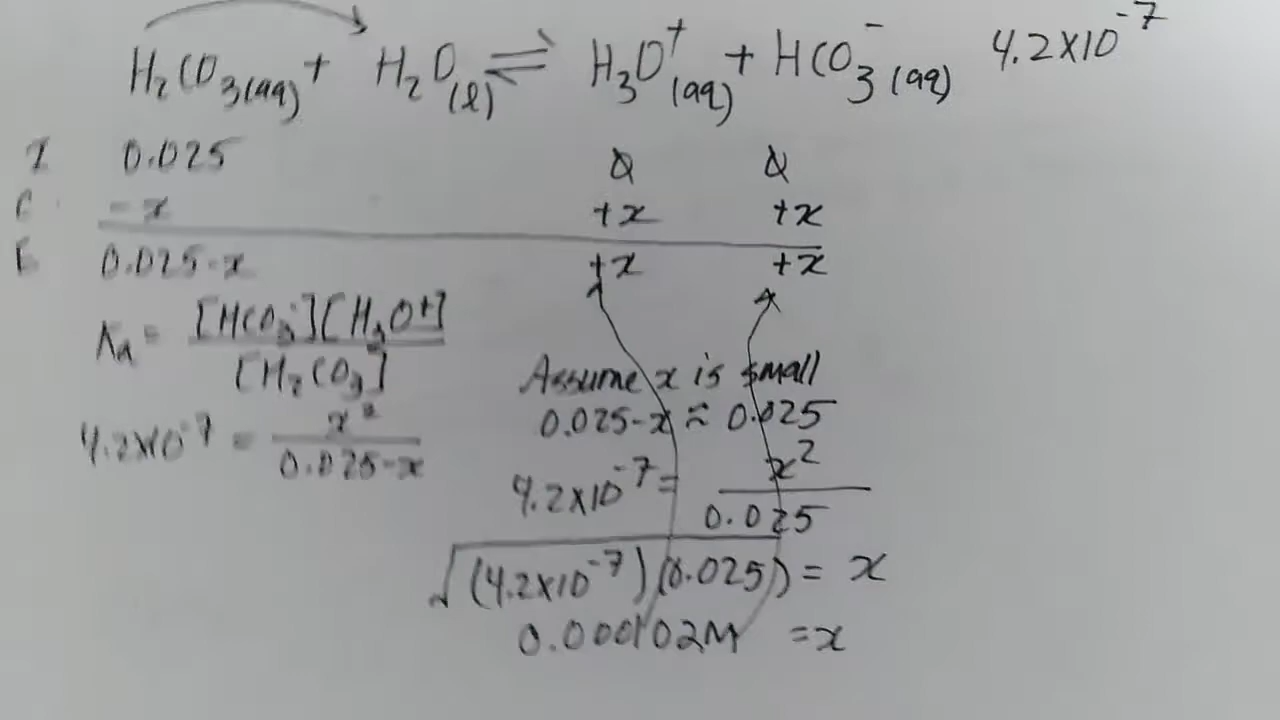 H₂CO₃(aq) + H₂O(l) ⇌ H₃O⁺(aq) + HCO₃⁻(aq) 4.2x10⁻⁷
I 0.025 0 0
C -x +x +x
E 0.025-x +x +x
Ka = [HCO₃⁻][H₃O⁺] / [H₂CO₃]
Assume x is small
0.025-x ≈ 0.025
4.2x10⁻⁷ = x² / 0.025-x
4.2x10⁻⁷ = x² / 0.025
√(4.2x10⁻⁷)(0.025) = x
0.000102M = x